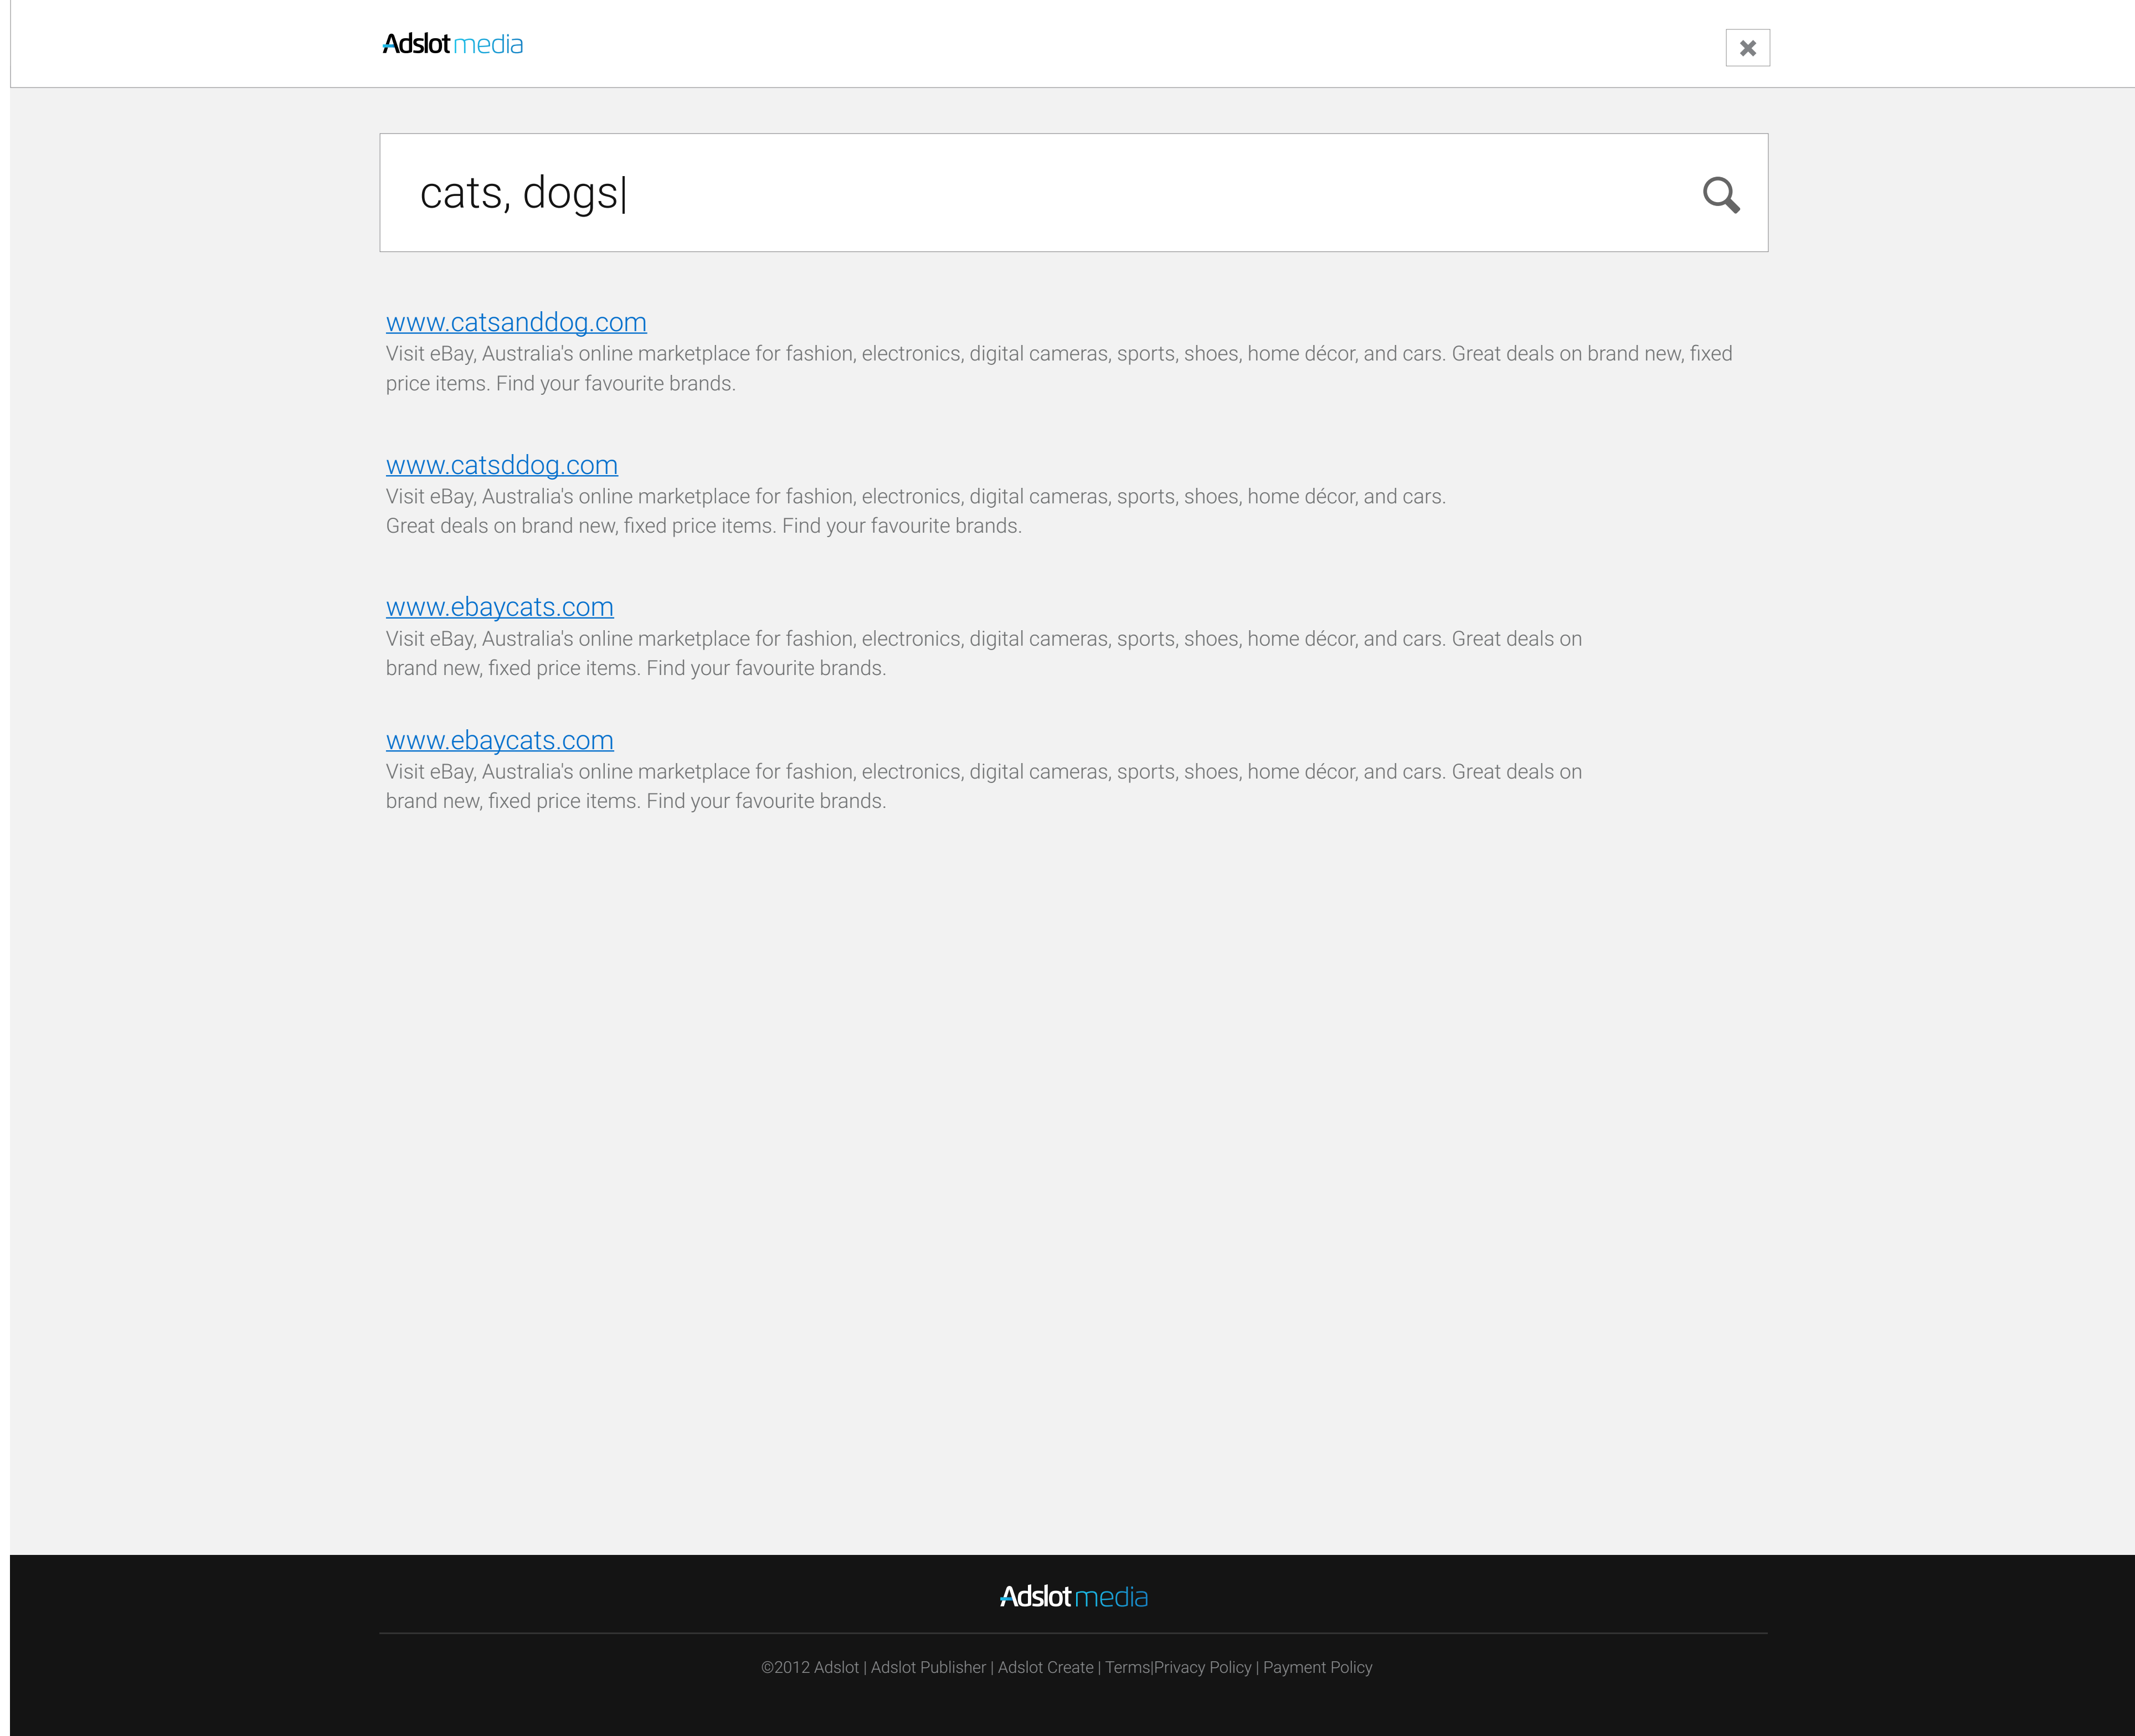 Adslot media
cats, dogs
www.catsanddog.com
Visit eBay, Australia's online marketplace for fashion, electronics, digital cameras, sports, shoes, home décor, and cars. Great deals on brand new, fixed
price items. Find your favourite brands.
www.catsddog.com
Visit eBay, Australia's online marketplace for fashion, electronics, digital cameras, sports, shoes, home décor, and cars.
Great deals on brand new, fixed price items. Find your favourite brands.
www.ebaycats.com
Visit eBay, Australia's online marketplace for fashion, electronics, digital cameras, sports, shoes, home décor, and cars. Great deals on
brand new, fixed price items. Find your favourite brands.
www.ebaycats.com
Visit eBay, Australia's online marketplace for fashion, electronics, digital cameras, sports, shoes, home décor, and cars. Great deals on
brand new, fixed price items. Find your favourite brands.
Adslot media
©2012 Adslot | Adslot Publisher | Adslot Create | Terms|Privacy Policy | Payment Policy